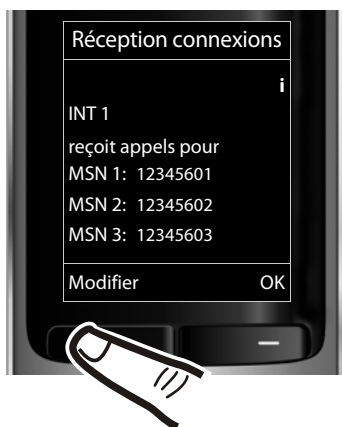 Réception connexions
i
INT 1
reçoit appels pour
MSN 1: 12345601
MSN 2: 12345602
MSN 3: 12345603
Modifier OK